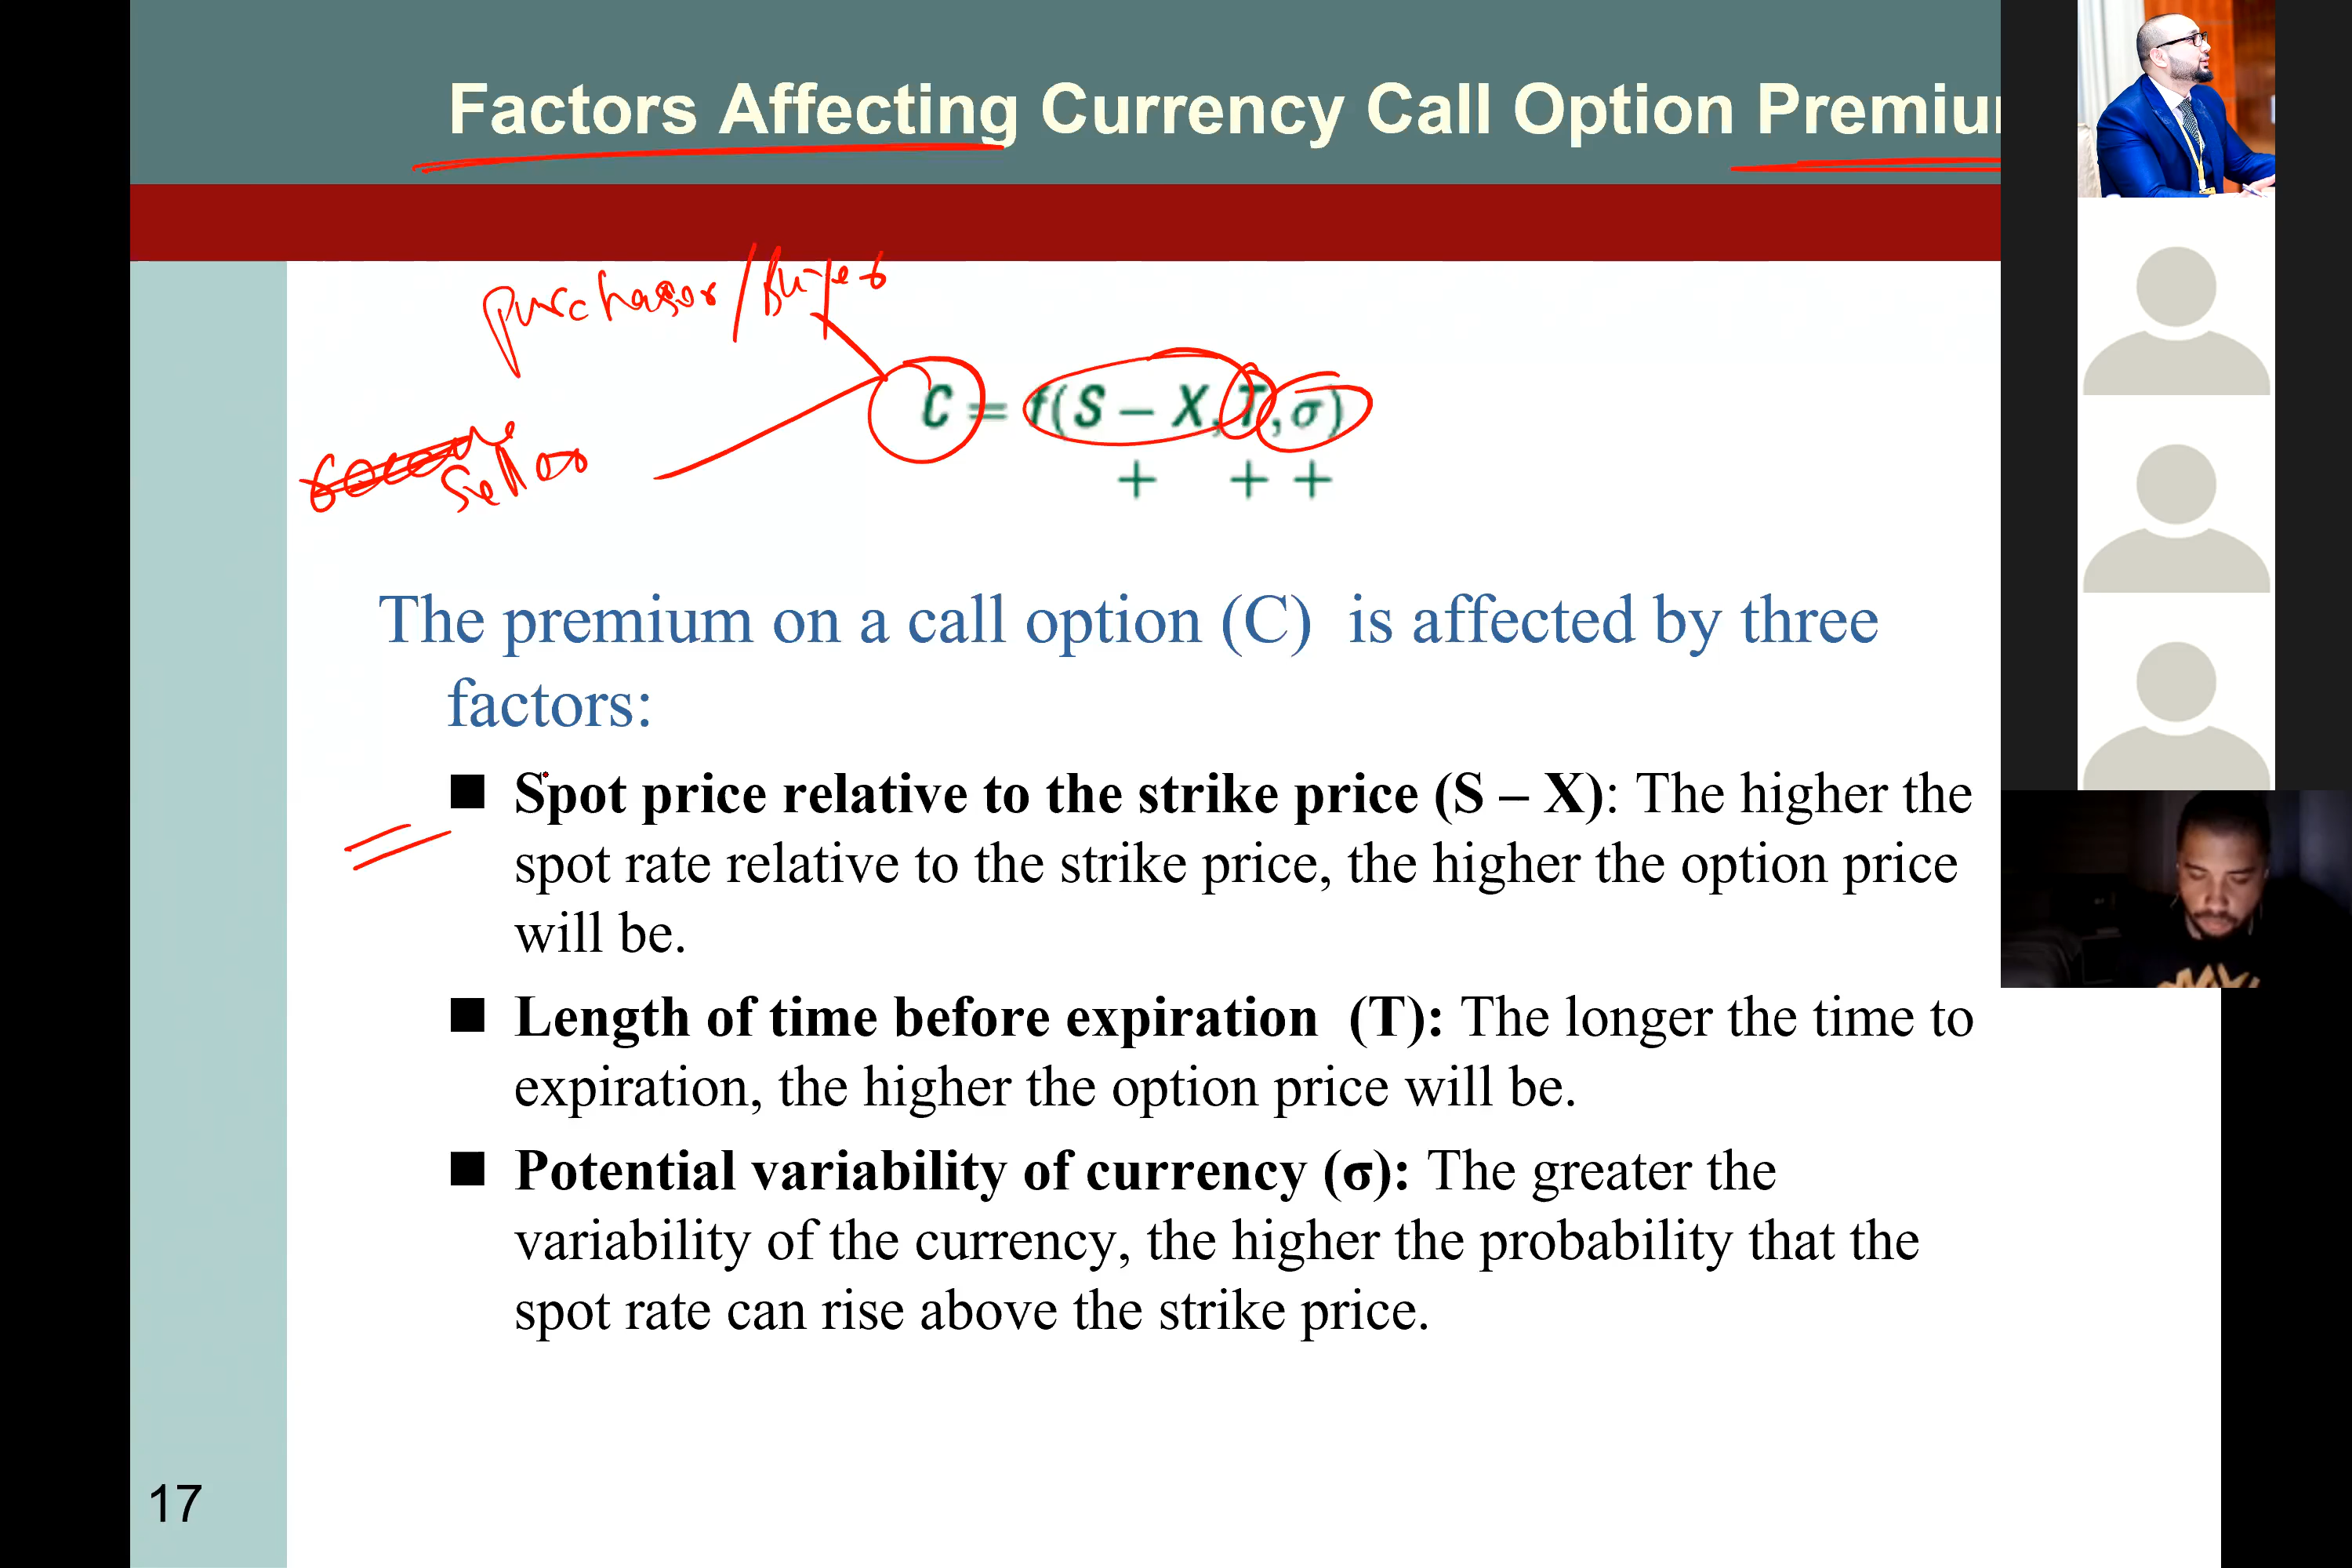 Factors Affecting Currency Call Option Premiu
purchaser/Buyer
C = f(S – X, T, σ)
+ + +
Seller
The premium on a call option (C) is affected by three
factors:
■ Spot price relative to the strike price (S – X): The higher the
spot rate relative to the strike price, the higher the option price
will be.
■ Length of time before expiration (T): The longer the time to
expiration, the higher the option price will be.
■ Potential variability of currency (σ): The greater the
variability of the currency, the higher the probability that the
spot rate can rise above the strike price.
17